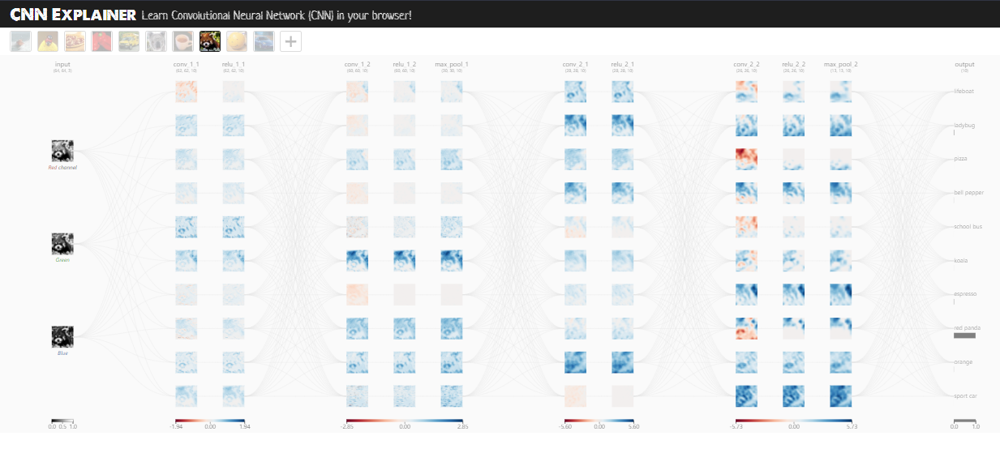 CNN EXPLAINER Learn Convolutional Neural Network (CNN) in your browser!
input conv_1_1 relu_1_1 conv_1_2 relu_1_2 max_pool_1 conv_2_1 relu_2_1 conv_2_2 relu_2_2 max_pool_2 output
(64, 64, 3) (62, 62, 10) (62, 62, 10) (60, 60, 10) (60, 60, 10) (30, 30, 10) (28, 28, 10) (28, 28, 10) (26, 26, 10) (26, 26, 10) (13, 13, 10) (10)
lifeboat
ladybug
pizza
Red channel
bell pepper
school bus
Green
koala
espresso
red panda
Blue
orange
sport car
0.0 0.5 1.0 -1.94 0.00 1.94 -2.85 0.00 2.85 -5.60 0.00 5.60 -5.73 0.00 5.73 0.0 1.0